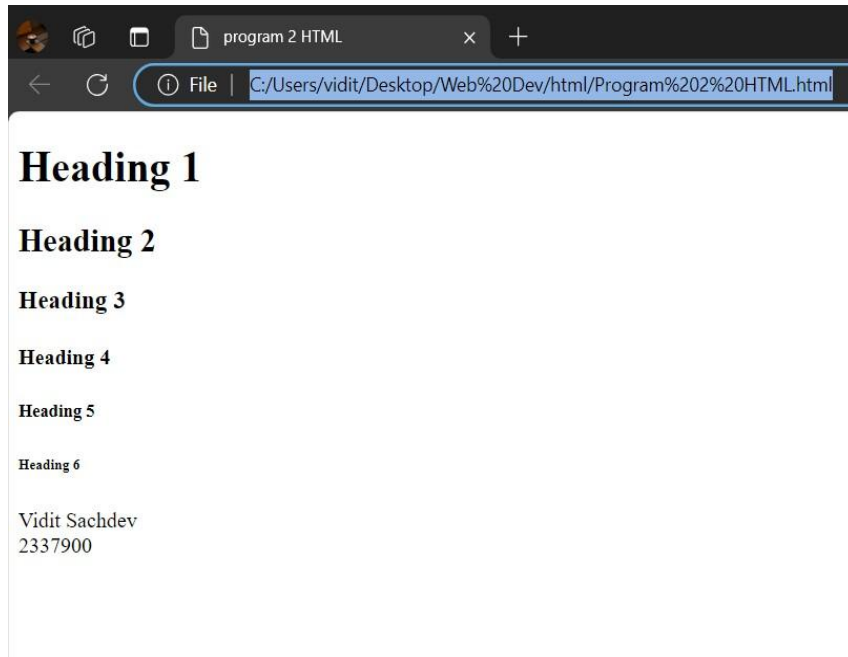 program 2 HTML
File | C:/Users/vidit/Desktop/Web%20Dev/html/Program%202%20HTML.html
Heading 1
Heading 2
Heading 3
Heading 4
Heading 5
Heading 6
Vidit Sachdev
2337900